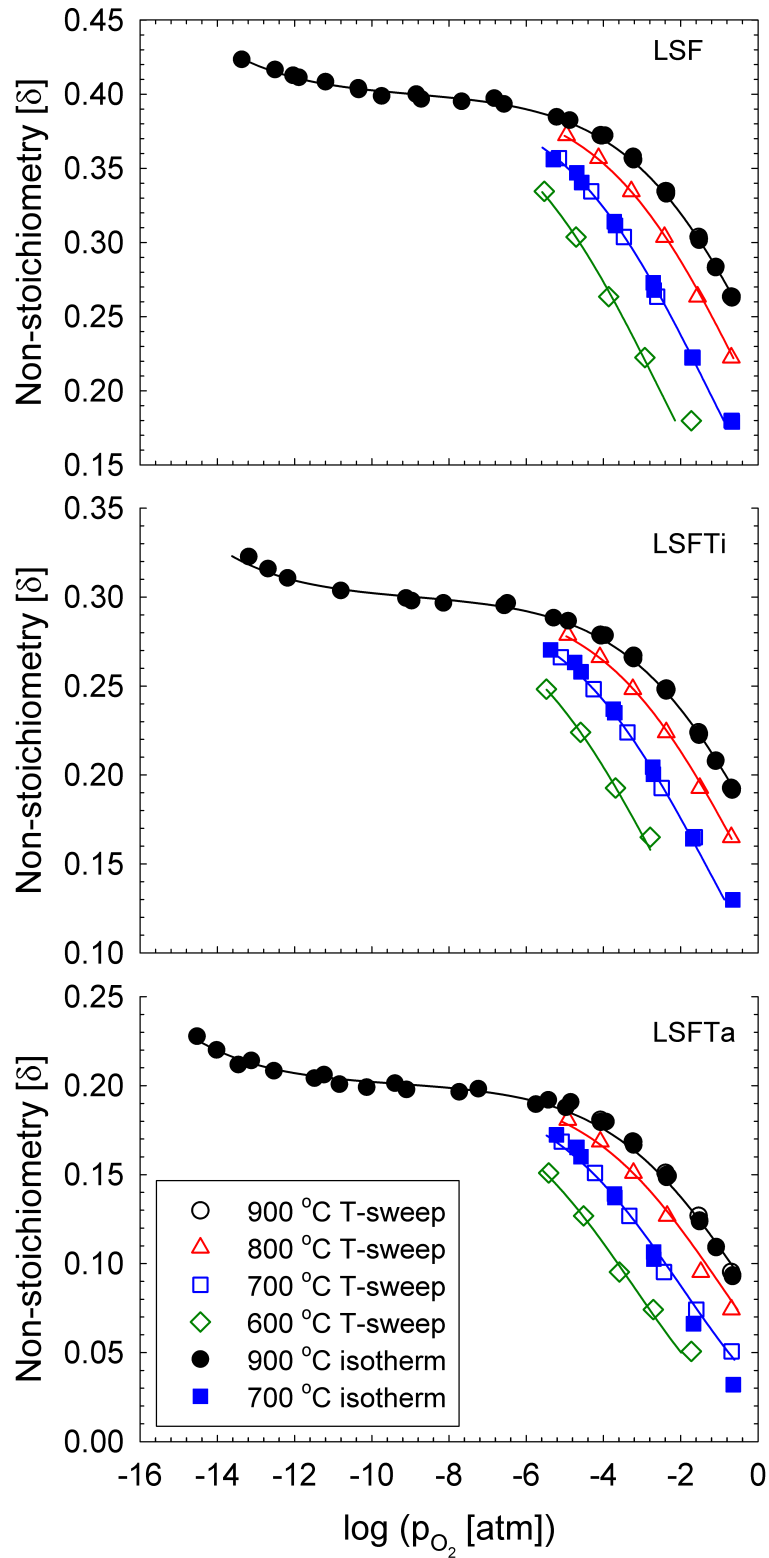 LSF
0.45
0.40
0.35
0.30
0.25
0.20
0.15
Non-stoichiometry [δ]
LSFTi
0.35
0.30
0.25
0.20
0.15
0.10
Non-stoichiometry [δ]
LSFTa
0.25
0.20
0.15
0.10
0.05
0.00
Non-stoichiometry [δ]
900 °C T-sweep
800 °C T-sweep
700 °C T-sweep
600 °C T-sweep
900 °C isotherm
700 °C isotherm
-16 -14 -12 -10 -8 -6 -4 -2 0
log (pO2 [atm])